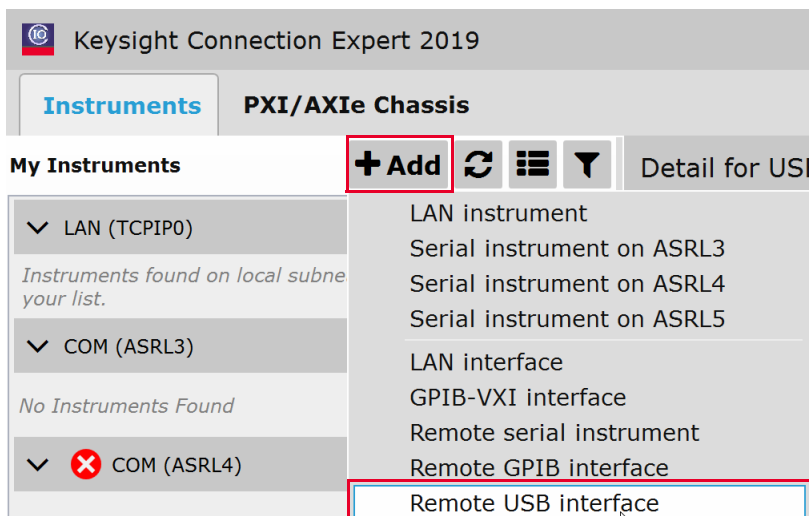 IO
Keysight Connection Expert 2019
Instruments
PXI/AXIe Chassis
My Instruments
Add
Detail for USB
LAN (TCPIP0)
Instruments found on local subne
your list.
COM (ASRL3)
No Instruments Found
COM (ASRL4)
LAN instrument
Serial instrument on ASRL3
Serial instrument on ASRL4
Serial instrument on ASRL5
LAN interface
GPIB-VXI interface
Remote serial instrument
Remote GPIB interface
Remote USB interface